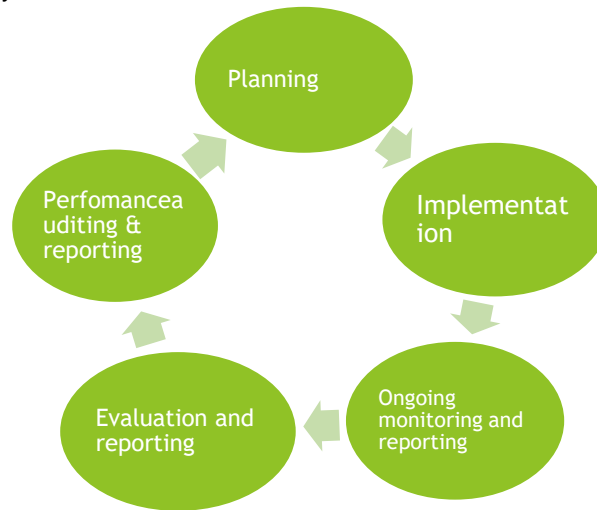 Planning
Implementat
ion
Ongoing
monitoring and
reporting
Evaluation and
reporting
Perfomancea
uditing &
reporting